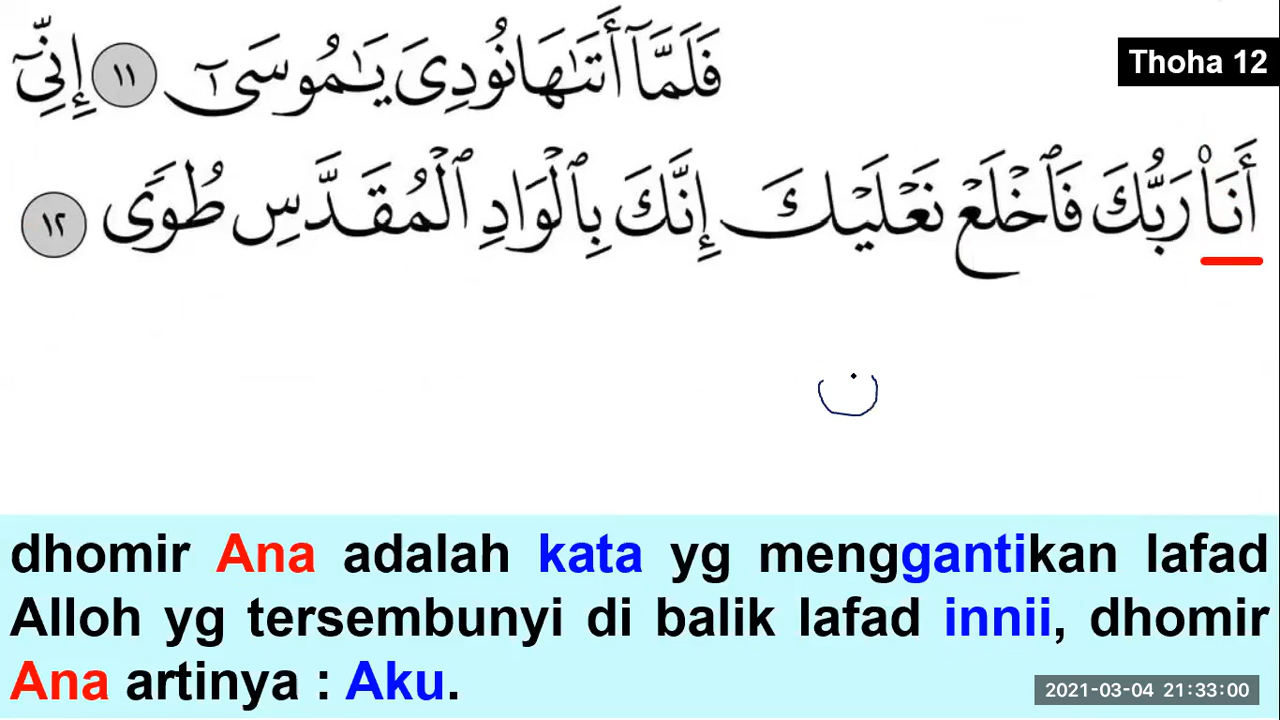 Thoha 12
فَلَمَّآ أَتَىٰهَا نُودِىَ يَـٰمُوسَىٰٓ ١١ إِنِّىٓ
أَنَا۠ رَبُّكَ فَٱخْلَعْ نَعْلَيْكَ إِنَّكَ بِٱلْوَادِ ٱلْمُقَدَّسِ طُوًى ١٢
dhomir Ana adalah kata yg menggantikan lafad
Alloh yg tersembunyi di balik lafad innii, dhomir
Ana artinya : Aku.
2021-03-04 21:33:00